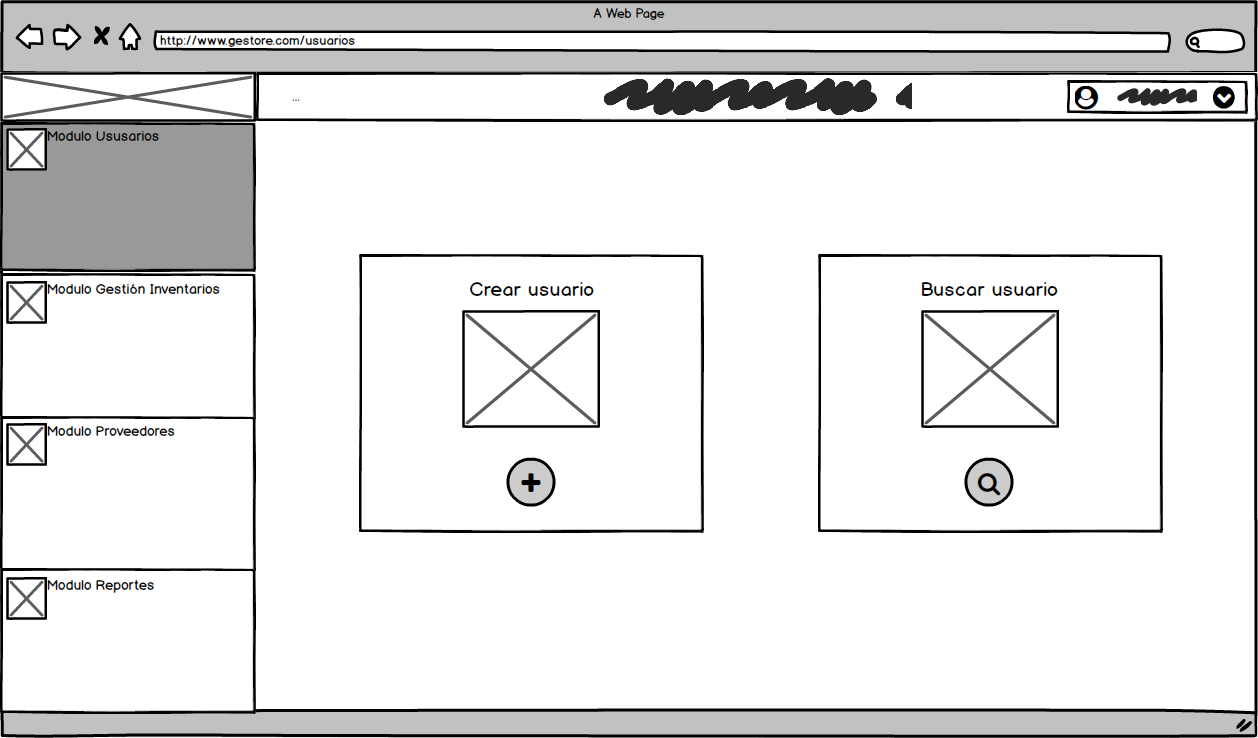 A Web Page
http://www.gestore.com/usuarios
...
Modulo Ususarios
Modulo Gestión Inventarios
Modulo Proveedores
Modulo Reportes
Crear usuario
Buscar usuario